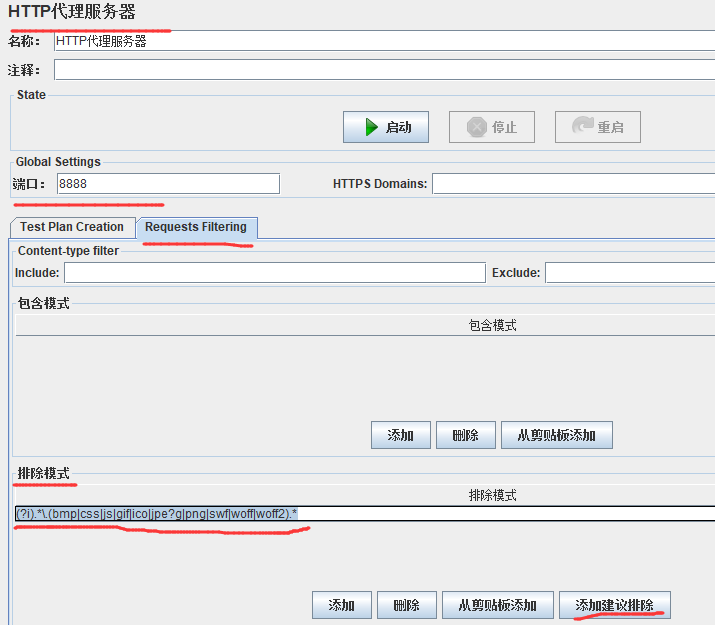 HTTP代理服务器
名称： HTTP代理服务器
注释：
State
启动 停止 重启
Global Settings
端口： 8888 HTTPS Domains:
Test Plan Creation Requests Filtering
Content-type filter
Include: Exclude:
包含模式
包含模式
添加 删除 从剪贴板添加
排除模式
排除模式
(?i).*\.(bmp|css|js|gif|ico|jpe?g|png|swf|woff|woff2).*
添加 删除 从剪贴板添加 添加建议排除